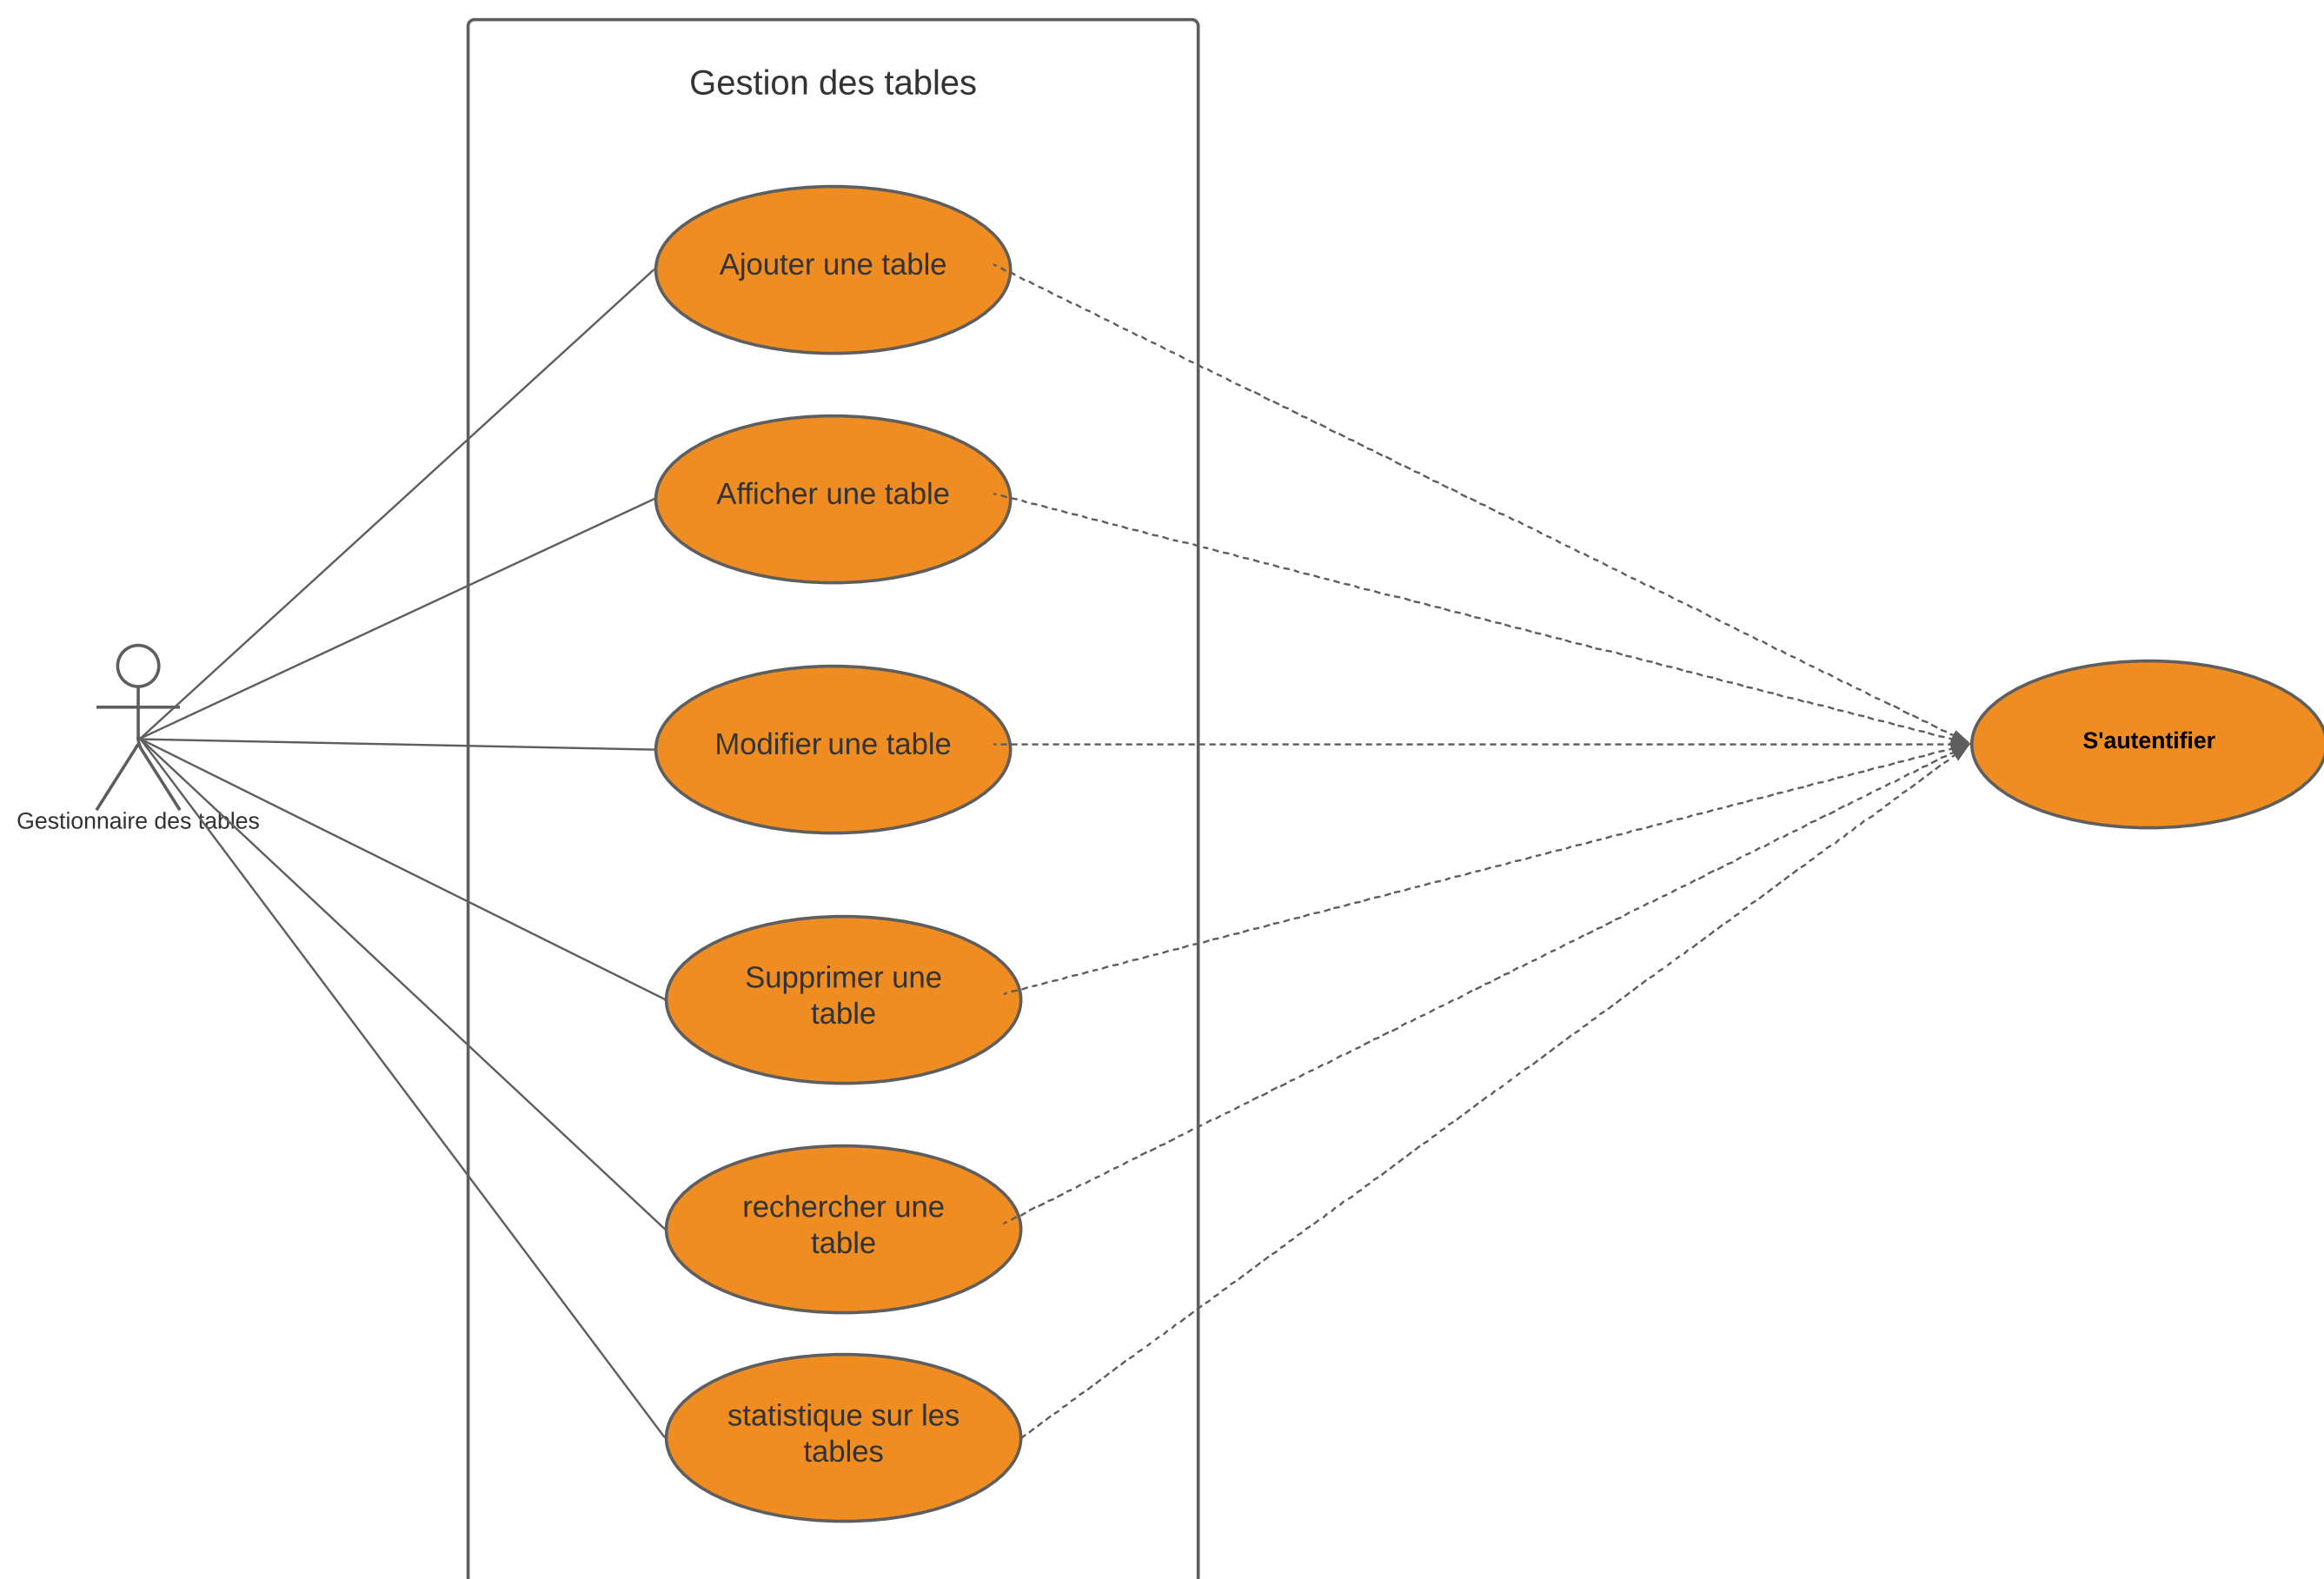 Gestion des tables
Ajouter une table
Afficher une table
Modifier une table
S'autentifier
Gestionnaire des tables
Supprimer une
table
rechercher une
table
statistique sur les
tables